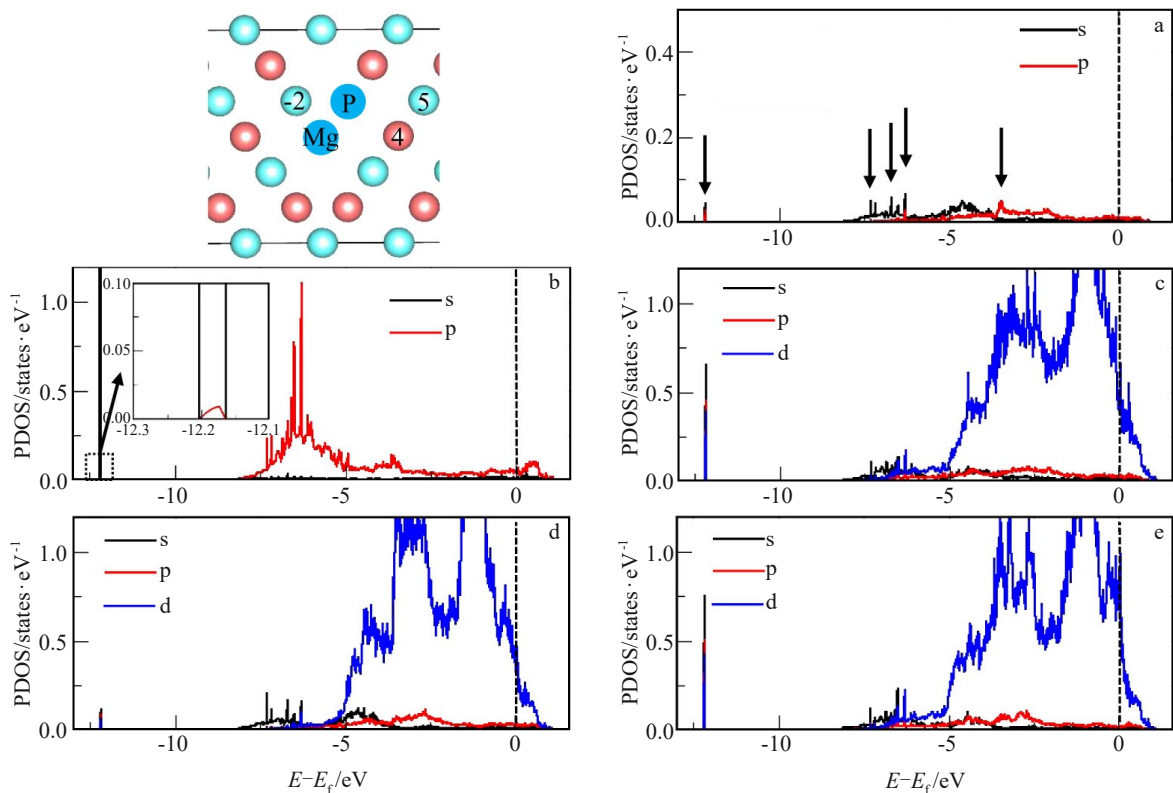 -2
P
5
Mg
4
a
s
p
0.4
0.2
0.0
PDOS/states·eV⁻¹
-10
-5
0
b
s
p
1.0
0.5
0.0
PDOS/states·eV⁻¹
0.10
0.05
0.00
-12.3
-12.2
-12.1
-10
-5
0
c
s
p
d
1.0
0.5
0.0
PDOS/states·eV⁻¹
-10
-5
0
d
s
p
d
1.0
0.5
0.0
PDOS/states·eV⁻¹
-10
-5
0
E−E_f/eV
e
s
p
d
1.0
0.5
0.0
PDOS/states·eV⁻¹
-10
-5
0
E−E_f/eV